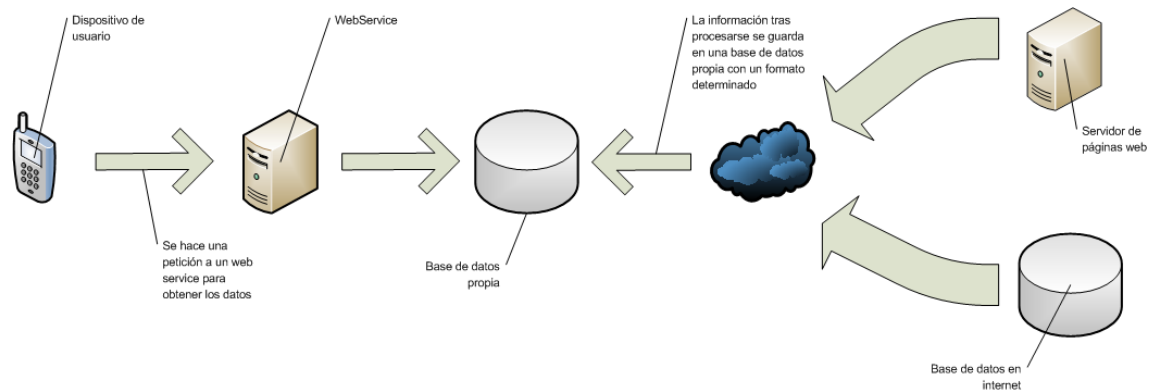 Dispositivo de
usuario
WebService
La información tras
procesarse se guarda
en una base de datos
propia con un formato
determinado
Servidor de
páginas web
Se hace una
petición a un web
service para
obtener los datos
Base de datos
propia
Base de datos en
internet